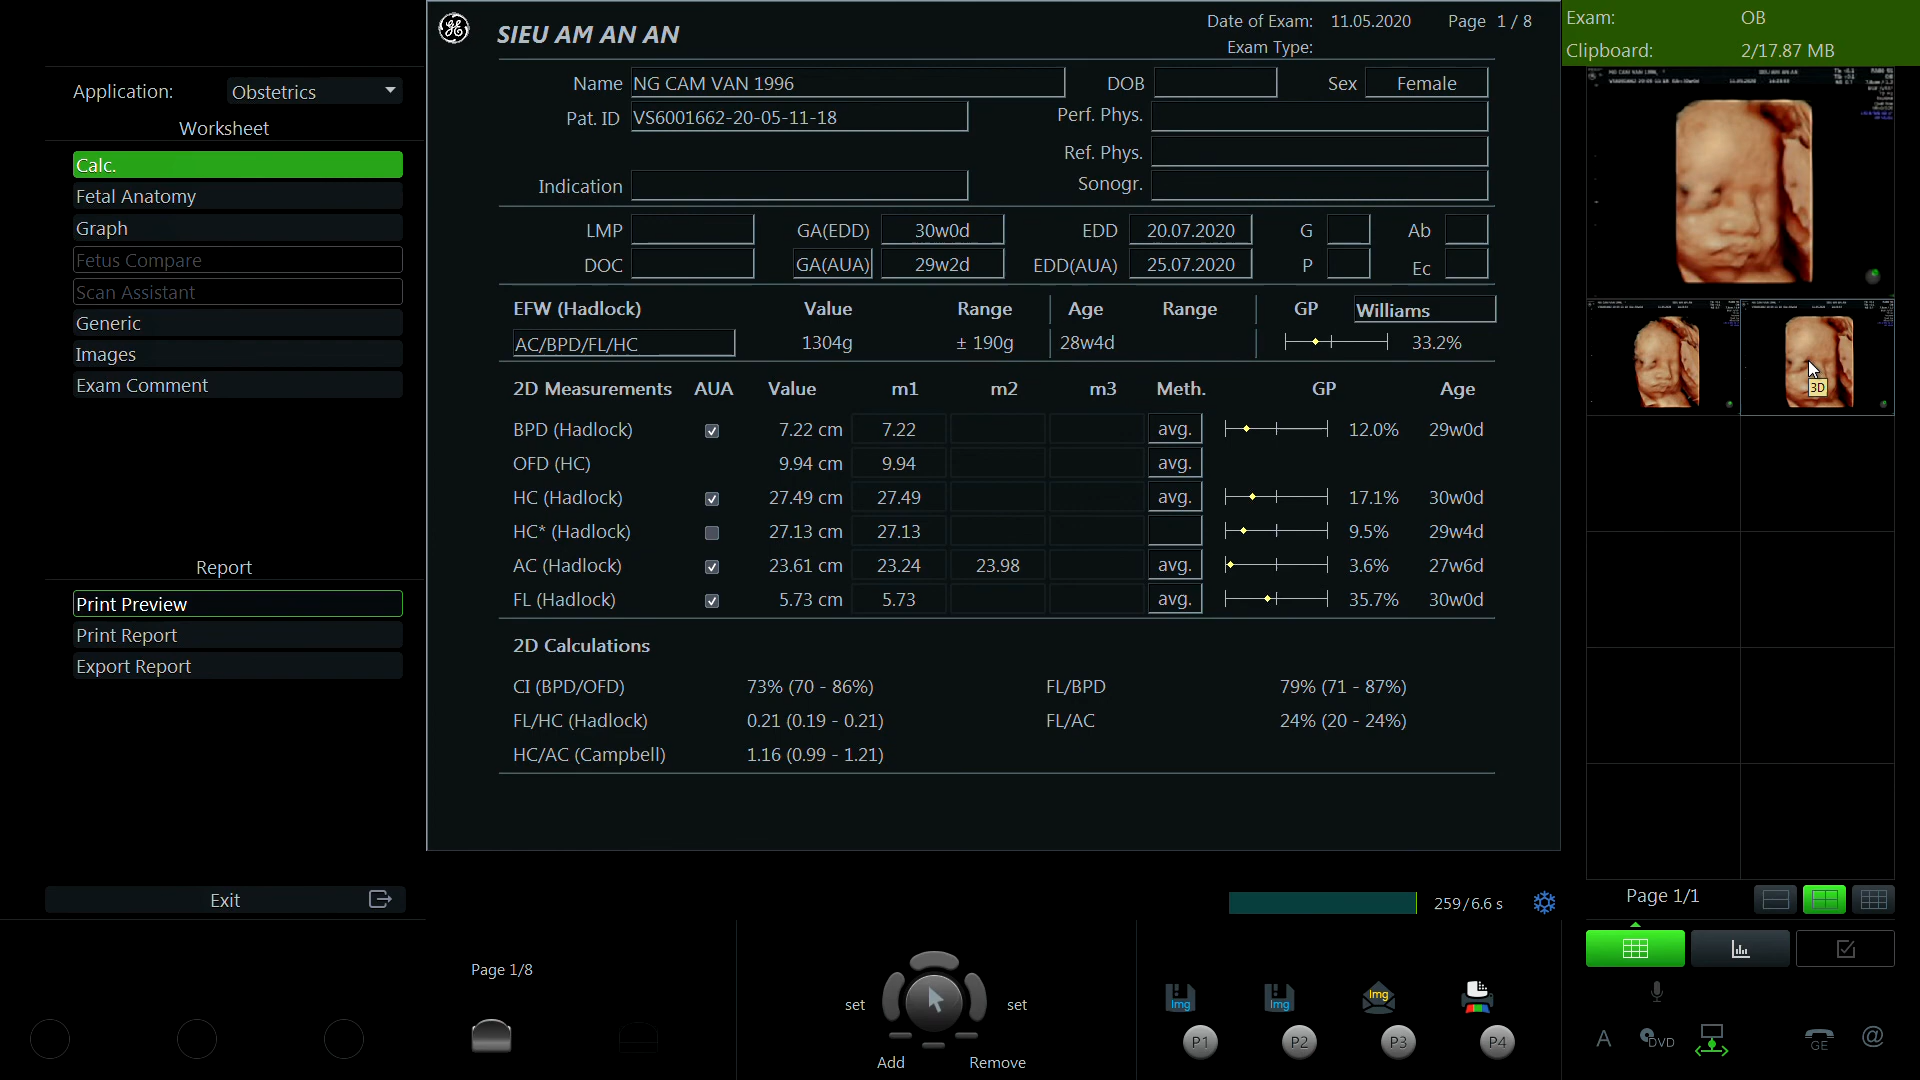 SIEU AM AN AN
Date of Exam: 11.05.2020 Page 1 / 8
Exam Type:
Exam: OB
Clipboard: 2/17.87 MB
Application: Obstetrics
Worksheet
Calc.
Fetal Anatomy
Graph
Fetus Compare
Scan Assistant
Generic
Images
Exam Comment
Report
Print Preview
Print Report
Export Report
Exit
Name NG CAM VAN 1996 DOB Sex Female
Pat. ID VS6001662-20-05-11-18 Perf. Phys.
Ref. Phys.
Indication Sonogr.
LMP GA(EDD) 30w0d EDD 20.07.2020 G Ab
DOC GA(AUA) 29w2d EDD(AUA) 25.07.2020 P Ec
EFW (Hadlock) Value Range Age Range GP Williams
AC/BPD/FL/HC 1304g ± 190g 28w4d 33.2%
2D Measurements AUA Value m1 m2 m3 Meth. GP Age
BPD (Hadlock) 7.22 cm 7.22 avg. 12.0% 29w0d
OFD (HC) 9.94 cm 9.94 avg.
HC (Hadlock) 27.49 cm 27.49 avg. 17.1% 30w0d
HC* (Hadlock) 27.13 cm 27.13 9.5% 29w4d
AC (Hadlock) 23.61 cm 23.24 23.98 avg. 3.6% 27w6d
FL (Hadlock) 5.73 cm 5.73 avg. 35.7% 30w0d
2D Calculations
CI (BPD/OFD) 73% (70 - 86%) FL/BPD 79% (71 - 87%)
FL/HC (Hadlock) 0.21 (0.19 - 0.21) FL/AC 24% (20 - 24%)
HC/AC (Campbell) 1.16 (0.99 - 1.21)
3D
Page 1/1
259/6.6 s
Page 1/8
set set
Add Remove
Img Img Img
P1 P2 P3 P4
A DVD GE @